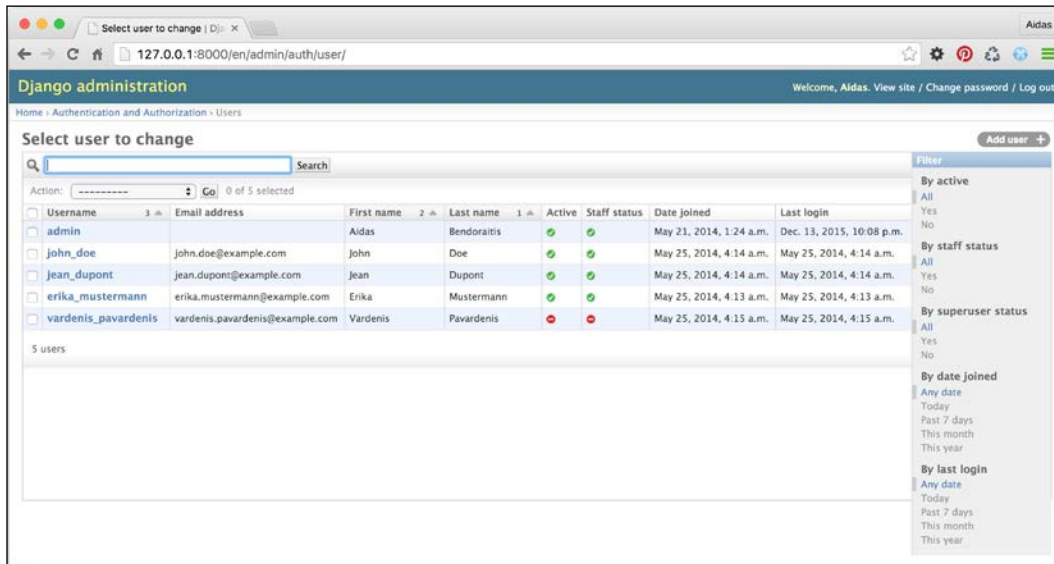 Select user to change | Dja
Aidas
127.0.0.1:8000/en/admin/auth/user/
Django administration
Welcome, Aidas. View site / Change password / Log out
Home › Authentication and Authorization › Users
Select user to change
Add user +
Search
Action: --------- Go 0 of 5 selected
Username 3 Email address First name 2 Last name 1 Active Staff status Date joined Last login
admin Aidas Bendoraitis May 21, 2014, 1:24 a.m. Dec. 13, 2015, 10:08 p.m.
john_doe john.doe@example.com John Doe May 25, 2014, 4:14 a.m. May 25, 2014, 4:14 a.m.
jean_dupont jean.dupont@example.com Jean Dupont May 25, 2014, 4:14 a.m. May 25, 2014, 4:14 a.m.
erika_mustermann erika.mustermann@example.com Erika Mustermann May 25, 2014, 4:13 a.m. May 25, 2014, 4:13 a.m.
vardenis_pavardenis vardenis.pavardenis@example.com Vardenis Pavardenis May 25, 2014, 4:15 a.m. May 25, 2014, 4:15 a.m.
5 users
Filter
By active
All
Yes
No
By staff status
All
Yes
No
By superuser status
All
Yes
No
By date joined
Any date
Today
Past 7 days
This month
This year
By last login
Any date
Today
Past 7 days
This month
This year